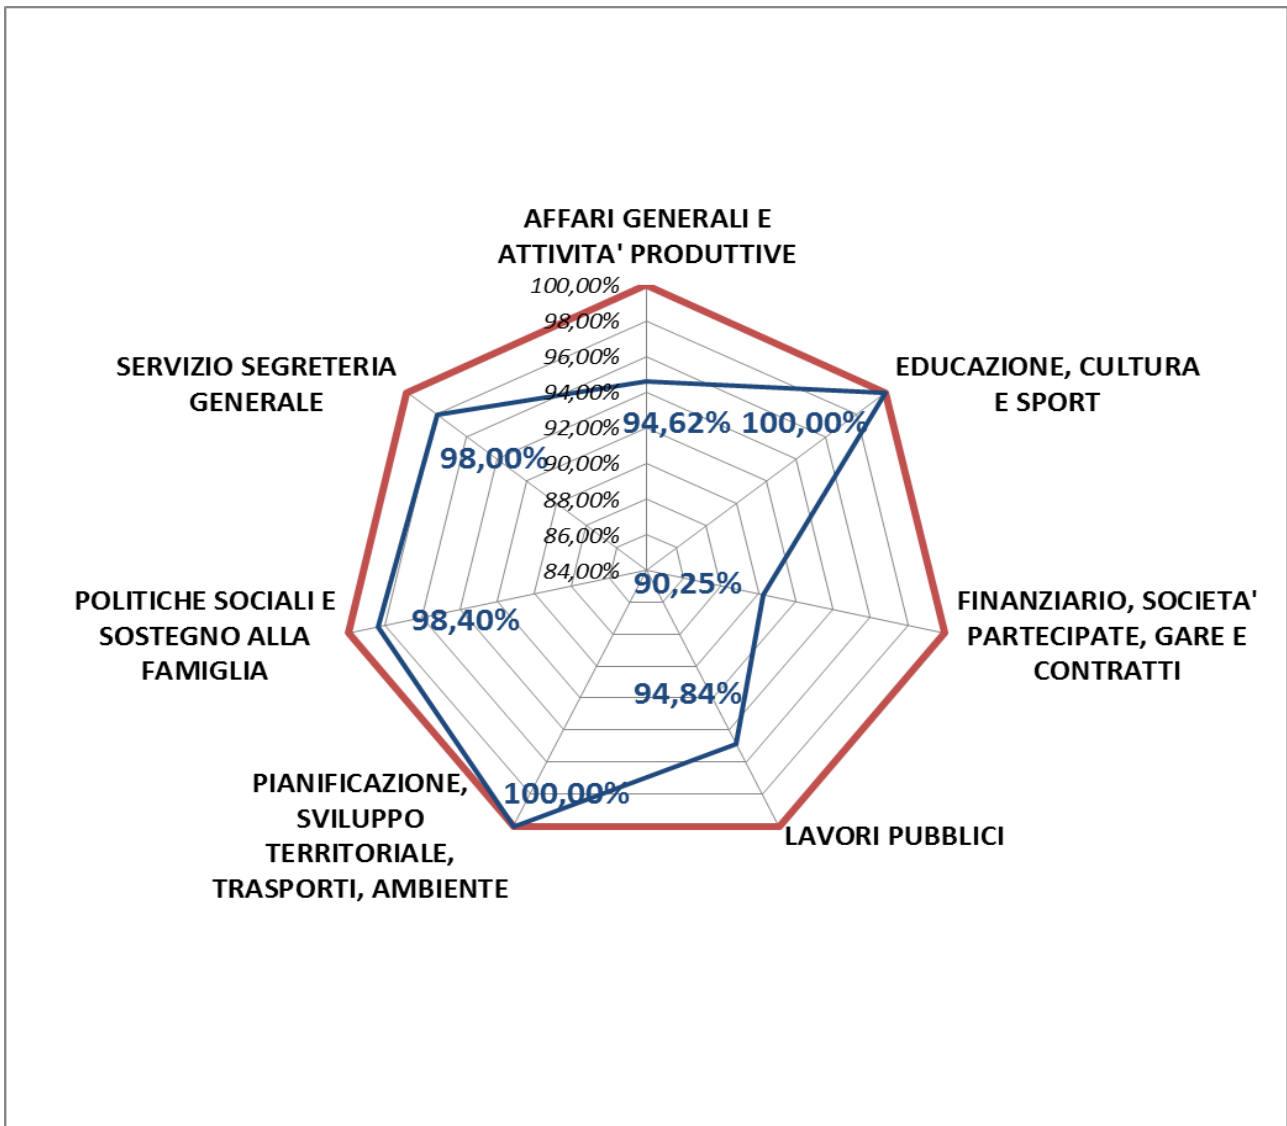 AFFARI GENERALI E
ATTIVITA' PRODUTTIVE
100,00%
98,00%
96,00%
94,00%
92,00%
90,00%
88,00%
86,00%
84,00%
EDUCAZIONE, CULTURA
E SPORT
FINANZIARIO, SOCIETA'
PARTECIPATE, GARE E
CONTRATTI
LAVORI PUBBLICI
PIANIFICAZIONE,
SVILUPPO
TERRITORIALE,
TRASPORTI, AMBIENTE
POLITICHE SOCIALI E
SOSTEGNO ALLA
FAMIGLIA
SERVIZIO SEGRETERIA
GENERALE
94,62%
100,00%
90,25%
94,84%
100,00%
98,40%
98,00%